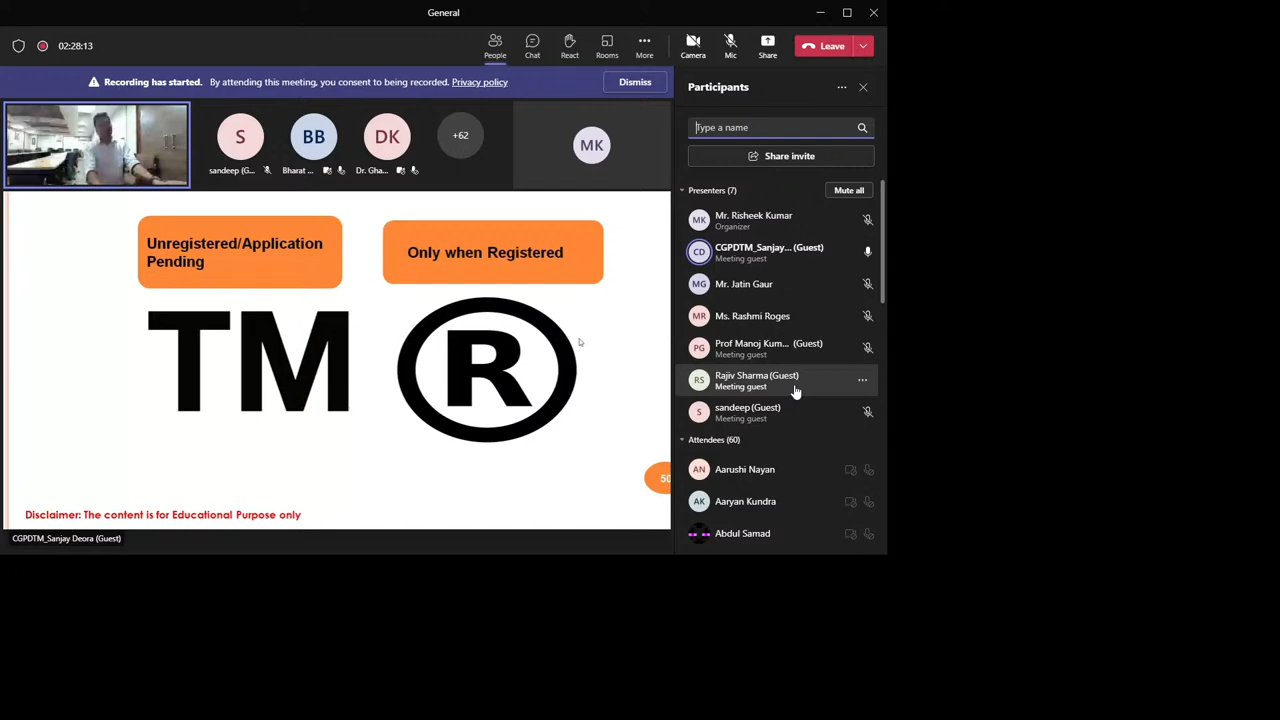 General
02:28:13
People
Chat
React
Rooms
More
Camera
Mic
Share
Leave
Recording has started. By attending this meeting, you consent to being recorded. Privacy policy
Dismiss
S
BB
DK
+62
MK
sandeep (G...
Bharat ...
Dr. Gha...
Unregistered/Application
Pending
Only when Registered
TM
®
50
Disclaimer: The content is for Educational Purpose only
CGPDTM_Sanjay Deora (Guest)
Participants
Type a name
Share invite
Presenters (7)
Mute all
MK
Mr. Risheek Kumar
Organizer
CD
CGPDTM_Sanjay... (Guest)
Meeting guest
MG
Mr. Jatin Gaur
MR
Ms. Rashmi Roges
PG
Prof Manoj Kum... (Guest)
Meeting guest
RS
Rajiv Sharma (Guest)
Meeting guest
S
sandeep (Guest)
Meeting guest
Attendees (60)
AN
Aarushi Nayan
AK
Aaryan Kundra
Abdul Samad